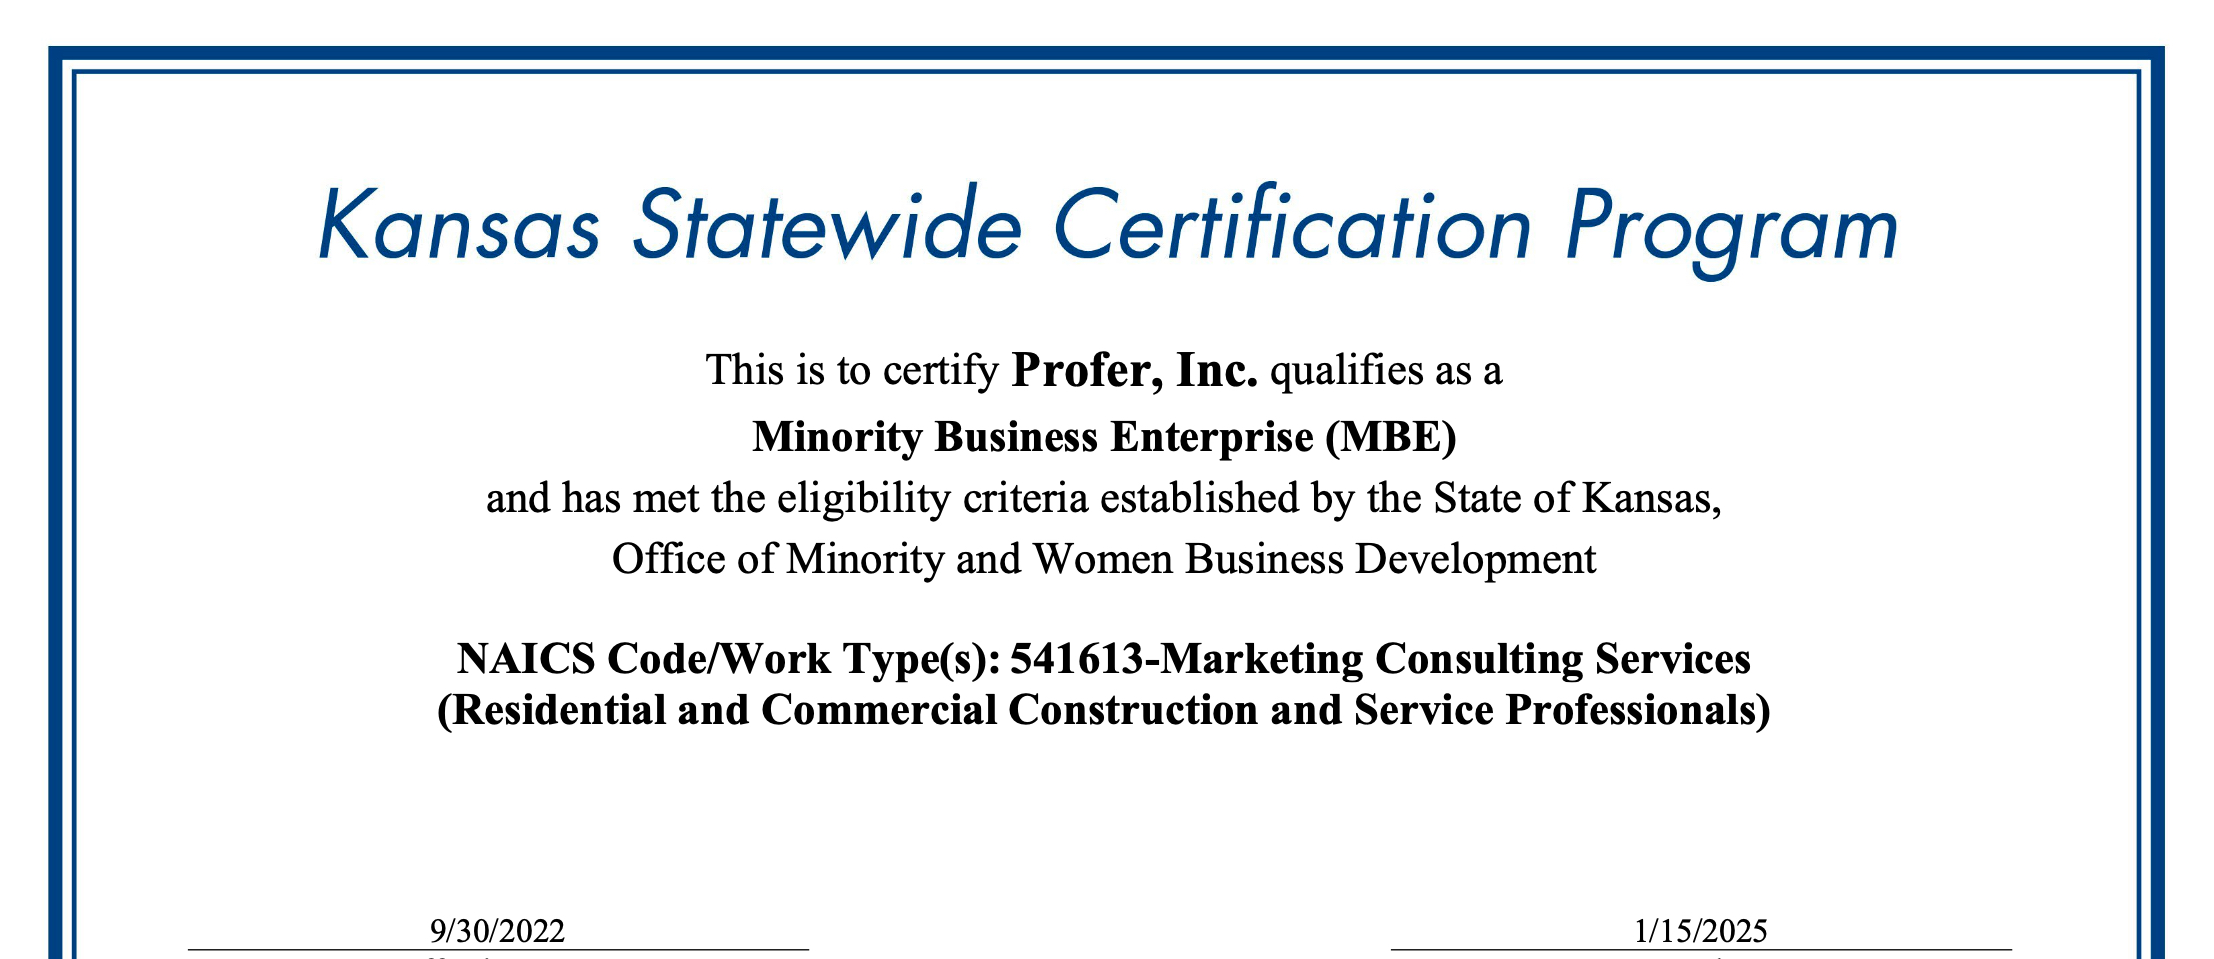 Kansas Statewide Certification Program
This is to certify Profer, Inc. qualifies as a
Minority Business Enterprise (MBE)
and has met the eligibility criteria established by the State of Kansas,
Office of Minority and Women Business Development
NAICS Code/Work Type(s): 541613-Marketing Consulting Services
(Residential and Commercial Construction and Service Professionals)
9/30/2022
1/15/2025